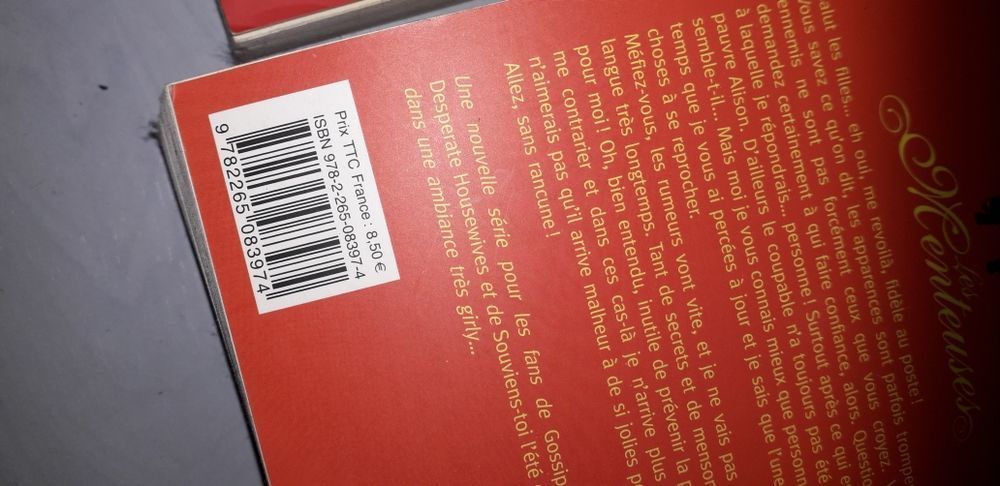 Les
Menteuses
aut les filles... eh oui, me revoilà, fidèle au poste!
Vous savez ce qu'on dit, les apparences sont parfois trompe
ennemis ne sont pas forcément ceux que vous croyez.
demandez certainement à qui faire confiance, alors. Questio
à laquelle je répondrais... personne! Surtout après ce qui e
pauvre Alison. D'ailleurs le coupable n'a toujours pas été
semble-t-il... Mais moi je vous connais mieux que personn
temps que je vous ai percées à jour et je sais que l'une
choses à se reprocher.
Méfiez-vous, les rumeurs vont vite, et je ne vais pas
langue très longtemps. Tant de secrets et de menson
pour moi! Oh, bien entendu, inutile de prévenir la p
me contrarier et dans ces cas-là je n'arrive plus
n'aimerais pas qu'il arrive malheur à de si jolies pe
Allez, sans rancune!
Une nouvelle série pour les fans de Gossip
Desperate Housewives et de Souviens-toi l'été
dans une ambiance très girly...
Prix TTC France : 8,50 €
ISBN 978-2-265-08397-4
9 782265 083974